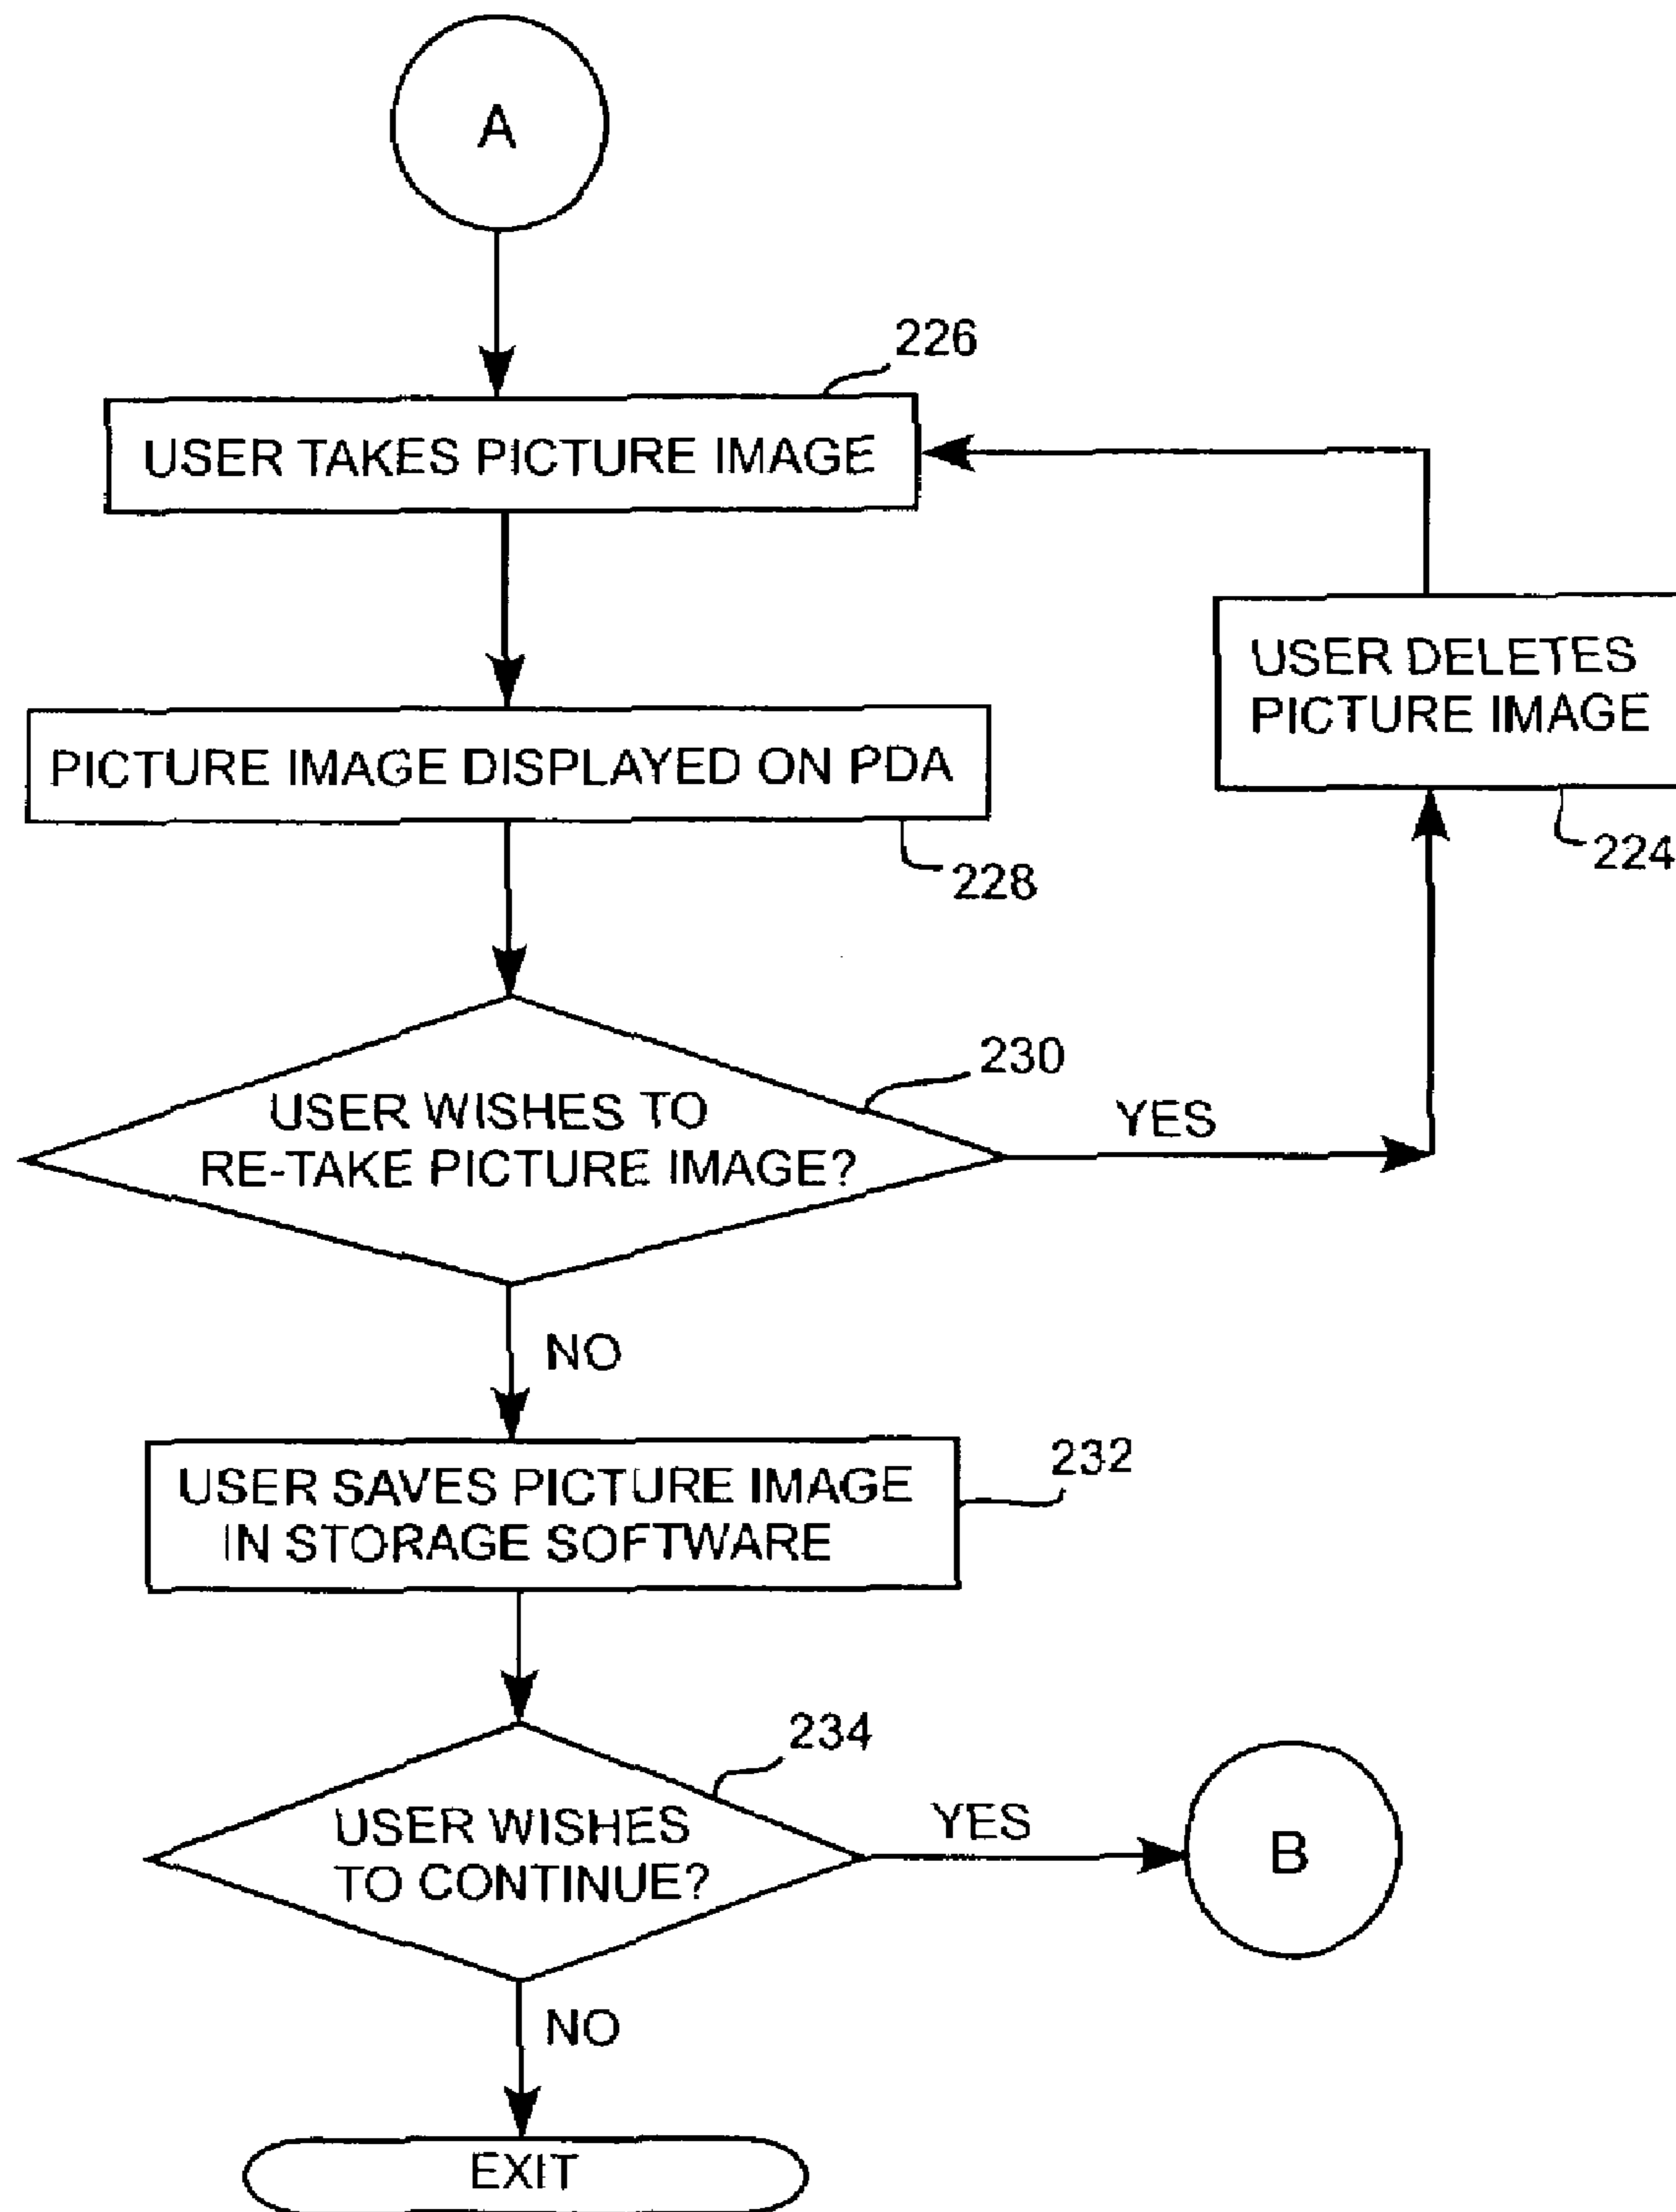 A
226
USER TAKES PICTURE IMAGE
USER DELETES
PICTURE IMAGE
224
PICTURE IMAGE DISPLAYED ON PDA
228
230
USER WISHES TO
RE-TAKE PICTURE IMAGE?
YES
NO
USER SAVES PICTURE IMAGE
IN STORAGE SOFTWARE
232
234
USER WISHES
TO CONTINUE?
YES
B
NO
EXIT